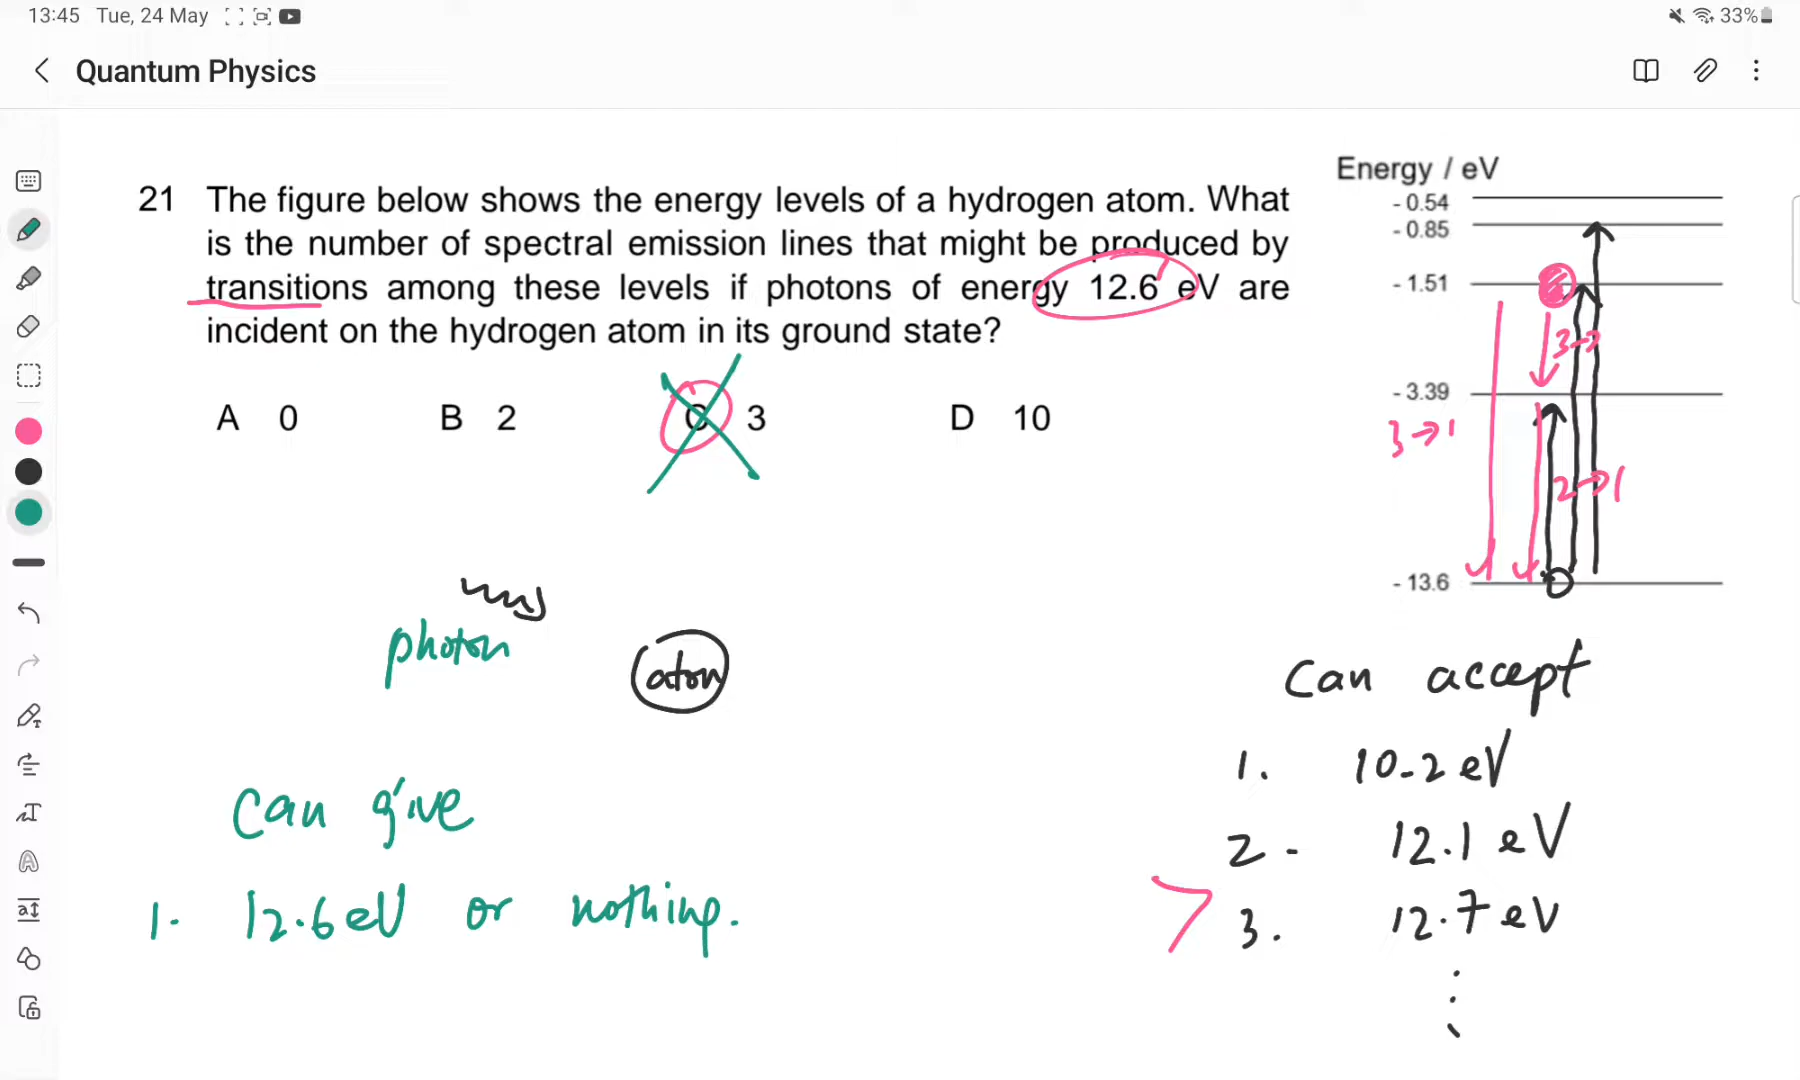 13:45 Tue, 24 May 33%
Quantum Physics
21 The figure below shows the energy levels of a hydrogen atom. What
is the number of spectral emission lines that might be produced by
transitions among these levels if photons of energy 12.6 eV are
incident on the hydrogen atom in its ground state?
A 0 B 2 C 3 D 10
Energy / eV
- 0.54
- 0.85
- 1.51
- 3.39
- 13.6
3→1
2→1
photon
atom
can give
1. 12.6 eV or nothing.
can accept
1. 10.2 eV
2. 12.1 eV
3. 12.7 eV
⋮